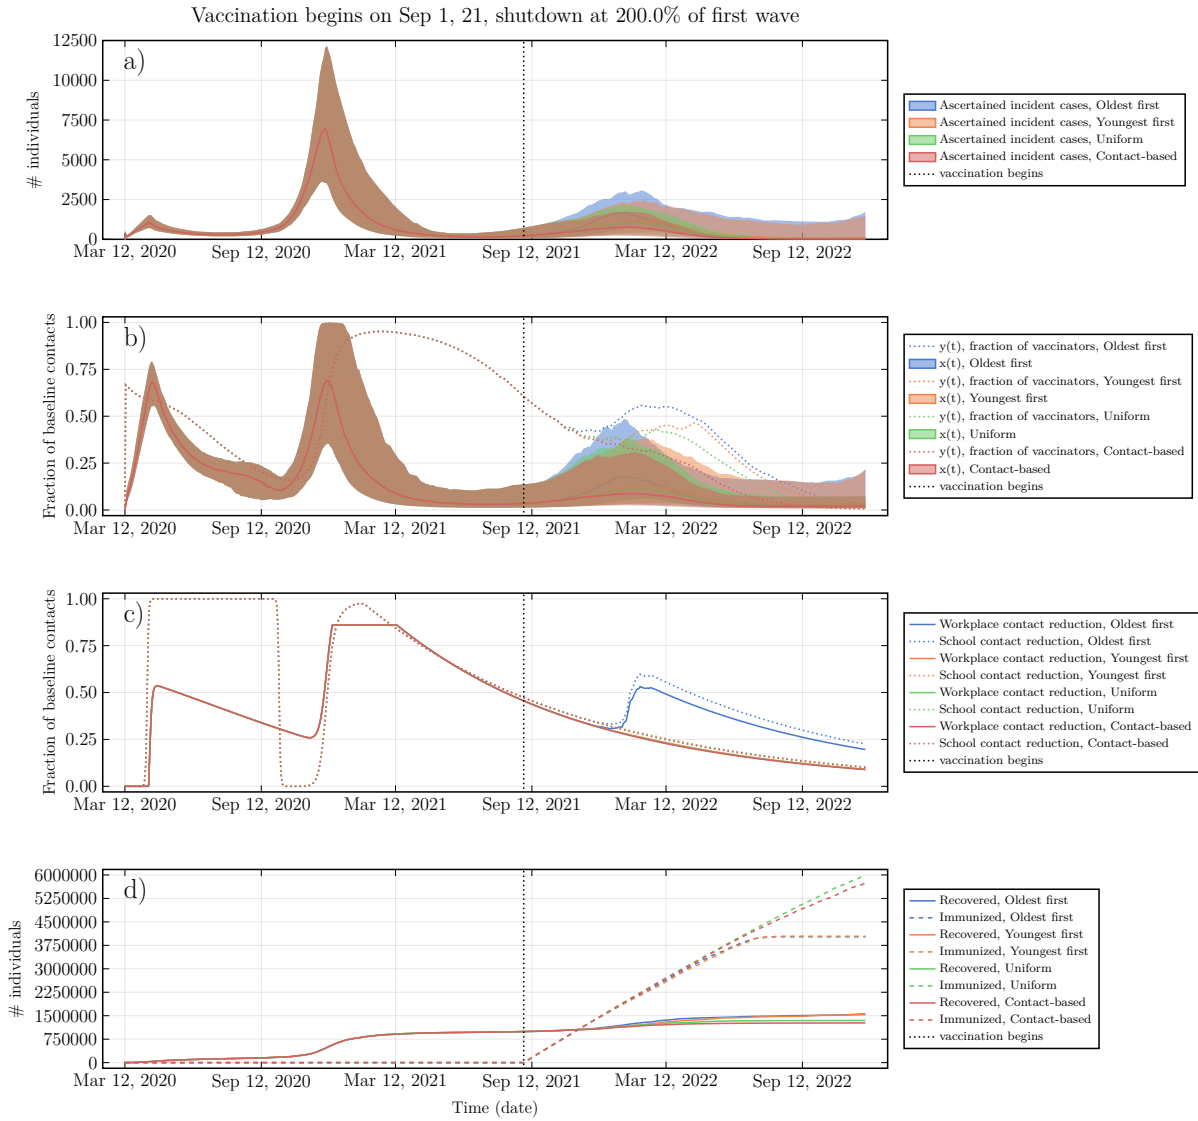 Vaccination begins on Sep 1, 21, shutdown at 200.0% of first wave
a)
# individuals
12500
10000
7500
5000
2500
0
Mar 12, 2020
Sep 12, 2020
Mar 12, 2021
Sep 12, 2021
Mar 12, 2022
Sep 12, 2022
Ascertained incident cases, Oldest first
Ascertained incident cases, Youngest first
Ascertained incident cases, Uniform
Ascertained incident cases, Contact-based
vaccination begins
b)
Fraction of baseline contacts
1.00
0.75
0.50
0.25
0.00
Mar 12, 2020
Sep 12, 2020
Mar 12, 2021
Sep 12, 2021
Mar 12, 2022
Sep 12, 2022
y(t), fraction of vaccinators, Oldest first
x(t), Oldest first
y(t), fraction of vaccinators, Youngest first
x(t), Youngest first
y(t), fraction of vaccinators, Uniform
x(t), Uniform
y(t), fraction of vaccinators, Contact-based
x(t), Contact-based
vaccination begins
c)
Fraction of baseline contacts
1.00
0.75
0.50
0.25
0.00
Mar 12, 2020
Sep 12, 2020
Mar 12, 2021
Sep 12, 2021
Mar 12, 2022
Sep 12, 2022
Workplace contact reduction, Oldest first
School contact reduction, Oldest first
Workplace contact reduction, Youngest first
School contact reduction, Youngest first
Workplace contact reduction, Uniform
School contact reduction, Uniform
Workplace contact reduction, Contact-based
School contact reduction, Contact-based
vaccination begins
d)
# individuals
6000000
5250000
4500000
3750000
3000000
2250000
1500000
750000
0
Mar 12, 2020
Sep 12, 2020
Mar 12, 2021
Sep 12, 2021
Mar 12, 2022
Sep 12, 2022
Time (date)
Recovered, Oldest first
Immunized, Oldest first
Recovered, Youngest first
Immunized, Youngest first
Recovered, Uniform
Immunized, Uniform
Recovered, Contact-based
Immunized, Contact-based
vaccination begins